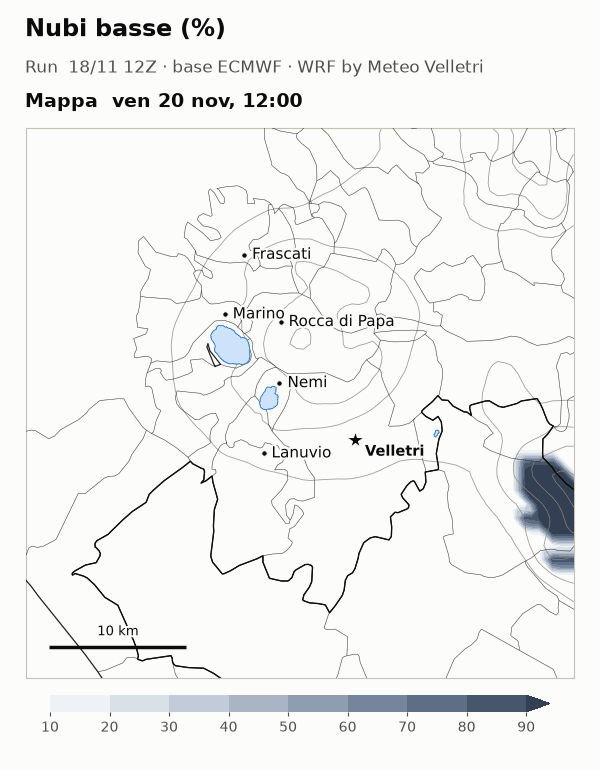 Nubi basse (%)
Run  18/11 12Z · base ECMWF · WRF by Meteo Velletri
Mappa  ven 20 nov, 12:00
Frascati
Marino
Rocca di Papa
Nemi
Velletri
Lanuvio
10 km
10 20 30 40 50 60 70 80 90